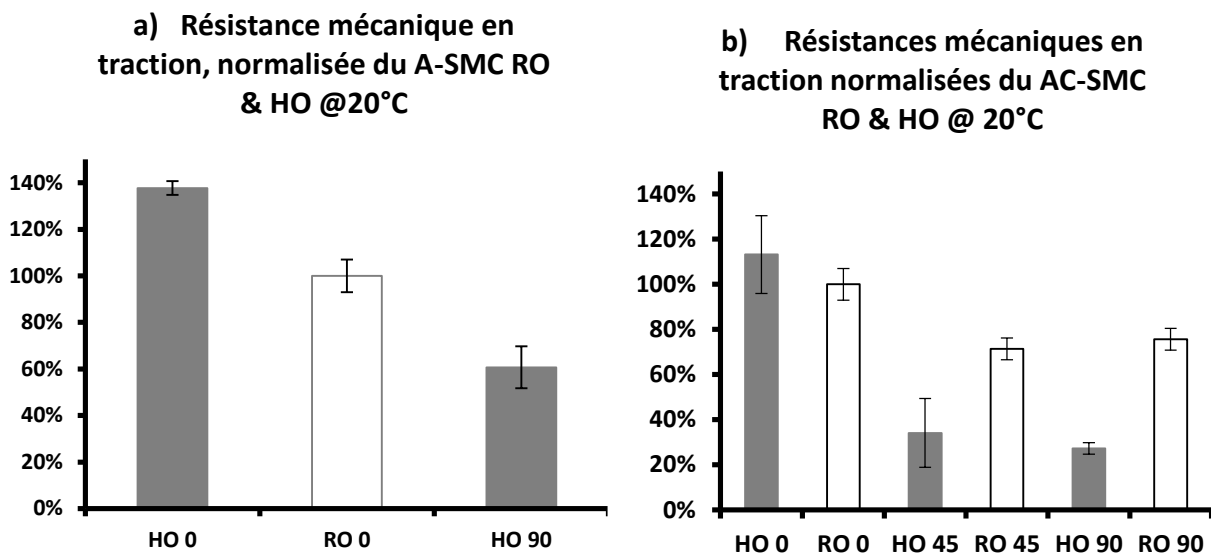 a) Résistance mécanique en
traction, normalisée du A-SMC RO
& HO @20°C
140%
120%
100%
80%
60%
40%
20%
0%
HO 0 RO 0 HO 90
b) Résistances mécaniques en
traction normalisées du AC-SMC
RO & HO @ 20°C
140%
120%
100%
80%
60%
40%
20%
0%
HO 0 RO 0 HO 45 RO 45 HO 90 RO 90